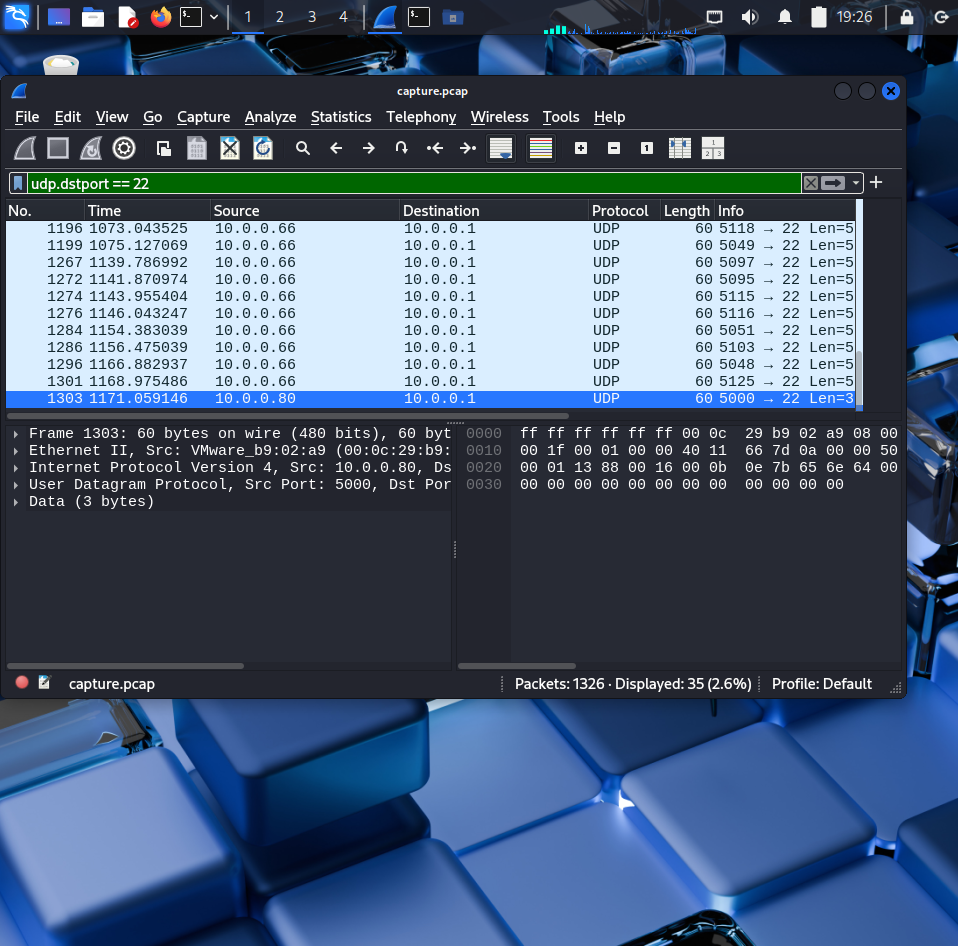 1 2 3 4 19:26
capture.pcap
File Edit View Go Capture Analyze Statistics Telephony Wireless Tools Help
udp.dstport == 22
No. Time Source Destination Protocol Length Info
1196 1073.043525 10.0.0.66 10.0.0.1 UDP 60 5118 → 22 Len=5
1199 1075.127069 10.0.0.66 10.0.0.1 UDP 60 5049 → 22 Len=5
1267 1139.786992 10.0.0.66 10.0.0.1 UDP 60 5097 → 22 Len=5
1272 1141.870974 10.0.0.66 10.0.0.1 UDP 60 5095 → 22 Len=5
1274 1143.955404 10.0.0.66 10.0.0.1 UDP 60 5115 → 22 Len=5
1276 1146.043247 10.0.0.66 10.0.0.1 UDP 60 5116 → 22 Len=5
1284 1154.383039 10.0.0.66 10.0.0.1 UDP 60 5051 → 22 Len=5
1286 1156.475039 10.0.0.66 10.0.0.1 UDP 60 5103 → 22 Len=5
1296 1166.882937 10.0.0.66 10.0.0.1 UDP 60 5048 → 22 Len=5
1301 1168.975486 10.0.0.66 10.0.0.1 UDP 60 5125 → 22 Len=5
1303 1171.059146 10.0.0.80 10.0.0.1 UDP 60 5000 → 22 Len=3
Frame 1303: 60 bytes on wire (480 bits), 60 byt
Ethernet II, Src: VMware_b9:02:a9 (00:0c:29:b9:
Internet Protocol Version 4, Src: 10.0.0.80, Ds
User Datagram Protocol, Src Port: 5000, Dst Por
Data (3 bytes)
0000 ff ff ff ff ff ff 00 0c 29 b9 02 a9 08 00
0010 00 1f 00 01 00 00 40 11 66 7d 0a 00 00 50
0020 00 01 13 88 00 16 00 0b 0e 7b 65 6e 64 00
0030 00 00 00 00 00 00 00 00 00 00 00 00
capture.pcap Packets: 1326 · Displayed: 35 (2.6%) Profile: Default